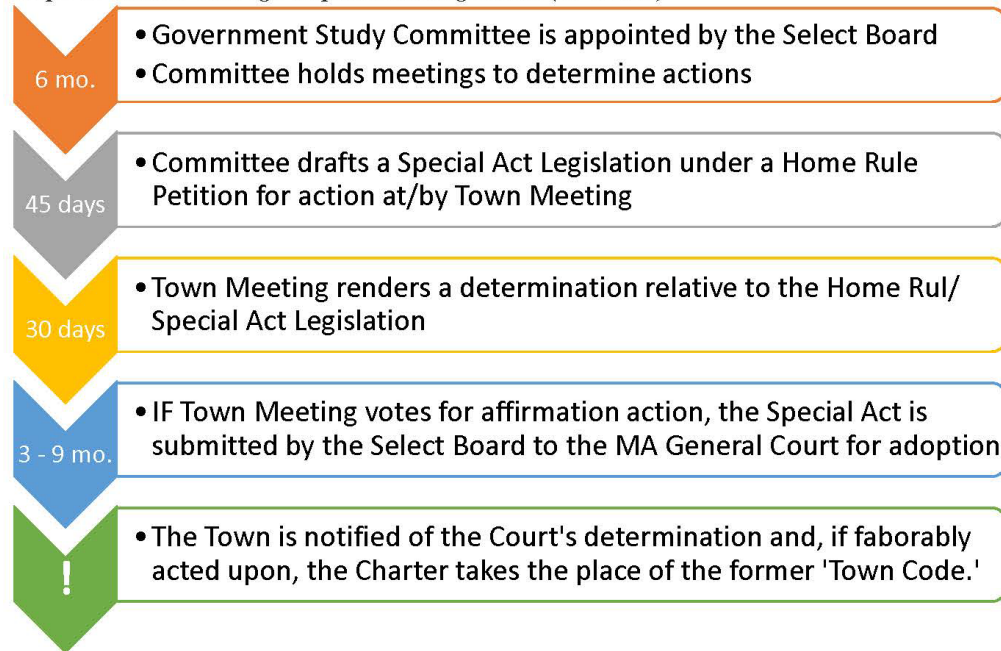 6 mo.
• Government Study Committee is appointed by the Select Board
• Committee holds meetings to determine actions
45 days
• Committee drafts a Special Act Legislation under a Home Rule
Petition for action at/by Town Meeting
30 days
• Town Meeting renders a determination relative to the Home Rul/
Special Act Legislation
3 - 9 mo.
• IF Town Meeting votes for affirmation action, the Special Act is
submitted by the Select Board to the MA General Court for adoption
!
• The Town is notified of the Court's determination and, if faborably
acted upon, the Charter takes the place of the former 'Town Code.'